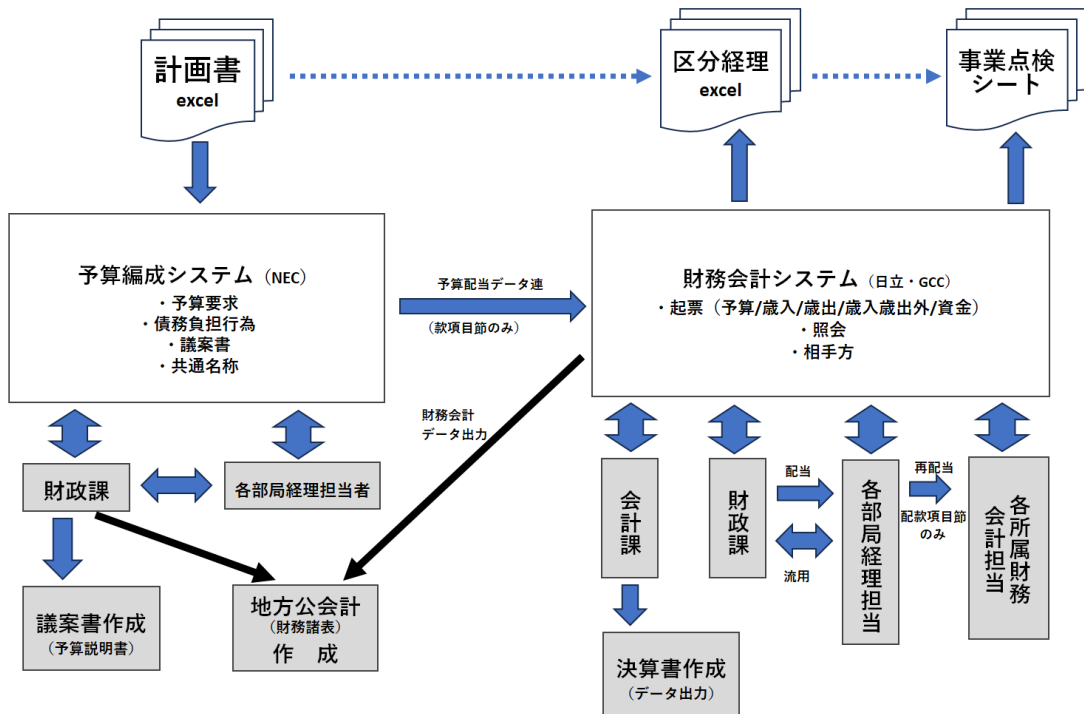 計画書
excel
区分経理
excel
事業点検
シート
予算編成システム（NEC）
・予算要求
・債務負担行為
・議案書
・共通名称
予算配当データ連
（款項目節のみ）
財務会計システム（日立・GCC）
・起票（予算/歳入/歳出/歳入歳出外/資金）
・照会
・相手方
財務会計
データ出力
財政課
各部局経理担当者
会計課
財政課
配当
流用
各部局経理担当
再配当
配款項目節
のみ
各所属財務
会計担当
議案書作成
（予算説明書）
地方公会計
（財務諸表）
作　成
決算書作成
（データ出力）